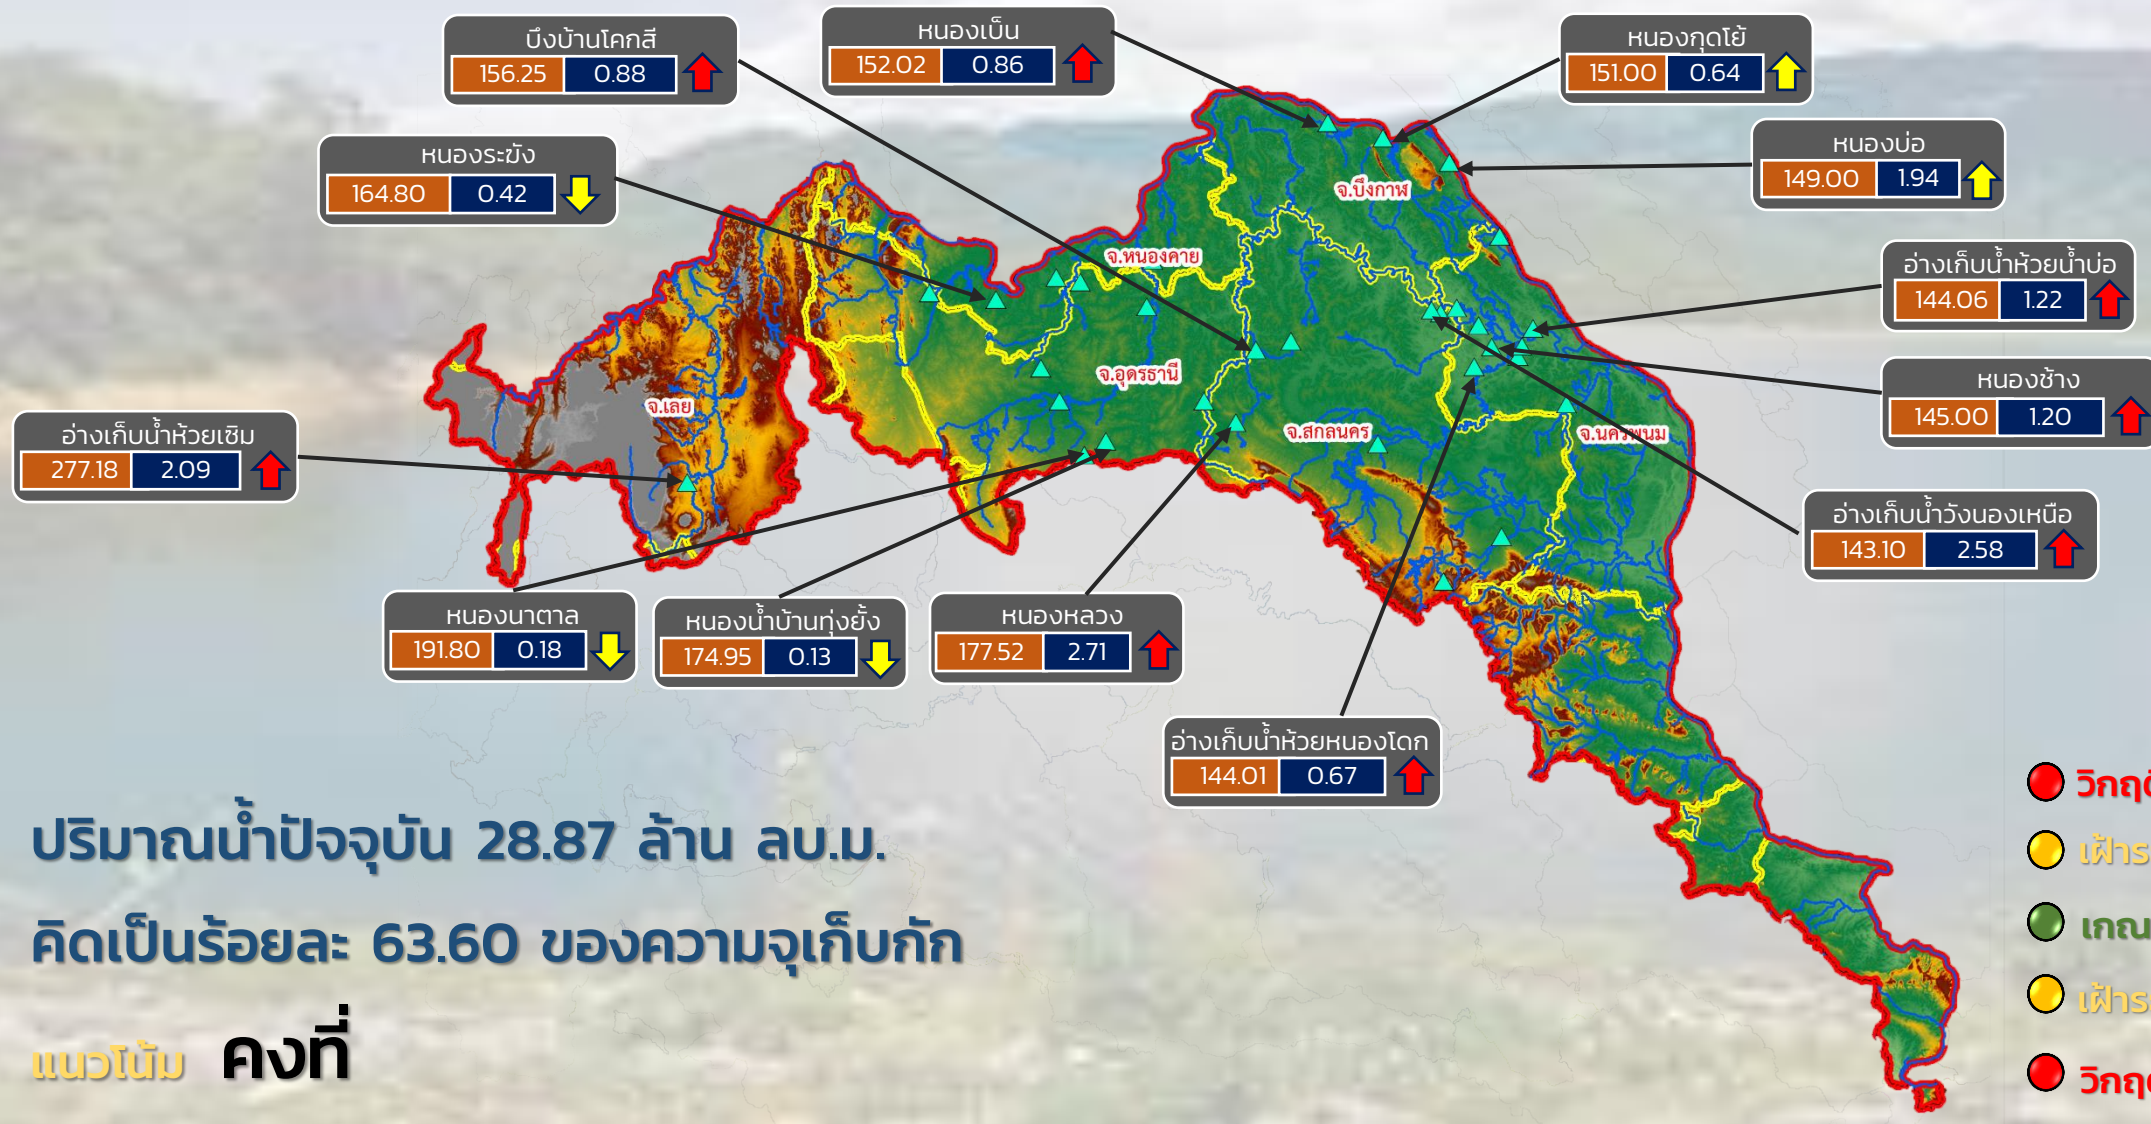 บึงบ้านโคกสี
156.25 0.88
หนองเบ็น
152.02 0.86
หนองกุดโย้
151.00 0.64
หนองระฆัง
164.80 0.42
หนองบ่อ
149.00 1.94
จ.บึงกาฬ
จ.หนองคาย
อ่างเก็บน้ำห้วยน้ำบ่อ
144.06 1.22
จ.อุดรธานี
จ.เลย
หนองช้าง
145.00 1.20
จ.สกลนคร
จ.นครพนม
อ่างเก็บน้ำห้วยเซิม
277.18 2.09
อ่างเก็บน้ำวังนองเหนือ
143.10 2.58
หนองนาตาล
191.80 0.18
หนองน้ำบ้านทุ่งยั้ง
174.95 0.13
หนองหลวง
177.52 2.71
อ่างเก็บน้ำห้วยหนองโดก
144.01 0.67
ปริมาณน้ำปัจจุบัน 28.87 ล้าน ลบ.ม.
คิดเป็นร้อยละ 63.60 ของความจุเก็บกัก
แนวโน้ม คงที่